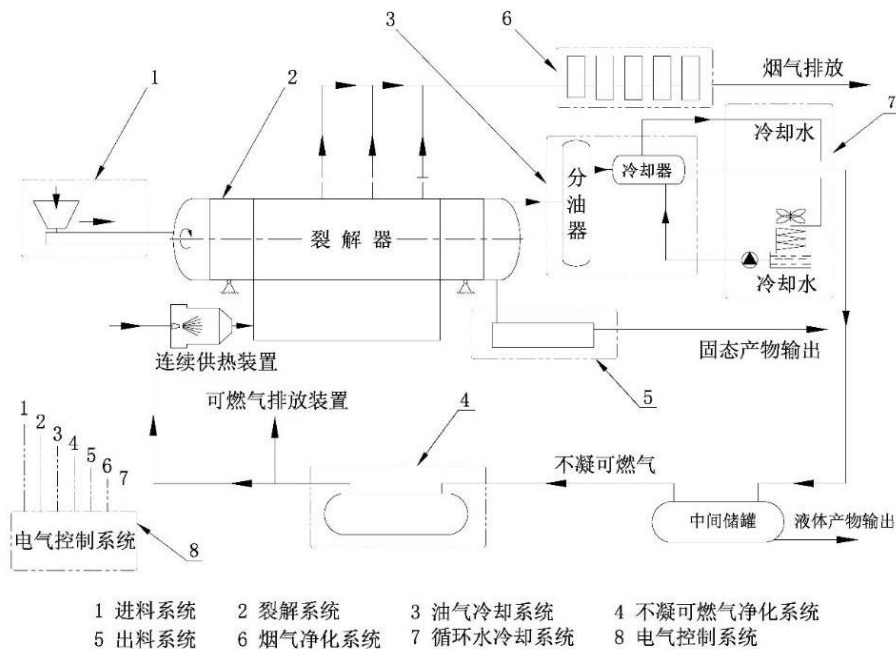 3
6
1
2
烟气排放
7
冷却水
冷却器
分油器
裂解器
冷却水
连续供热装置
固态产物输出
可燃气排放装置
4
5
1
2
3
4
5
6
7
不凝可燃气
中间储罐
液体产物输出
电气控制系统
8
1 进料系统 2 裂解系统 3 油气冷却系统 4 不凝可燃气净化系统
5 出料系统 6 烟气净化系统 7 循环水冷却系统 8 电气控制系统